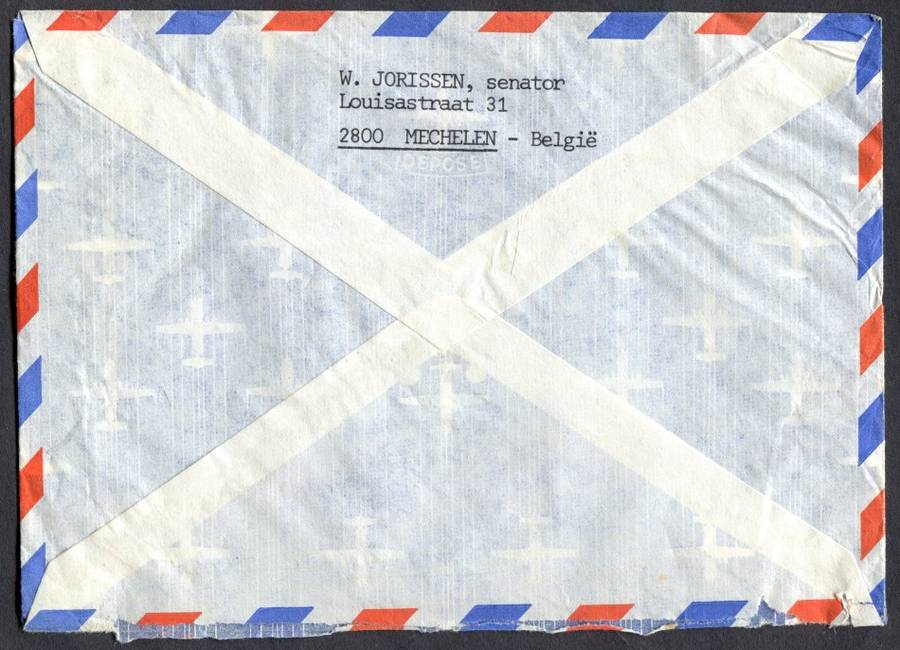 W. JORISSEN, senator
Louisastraat 31
2800 MECHELEN - België